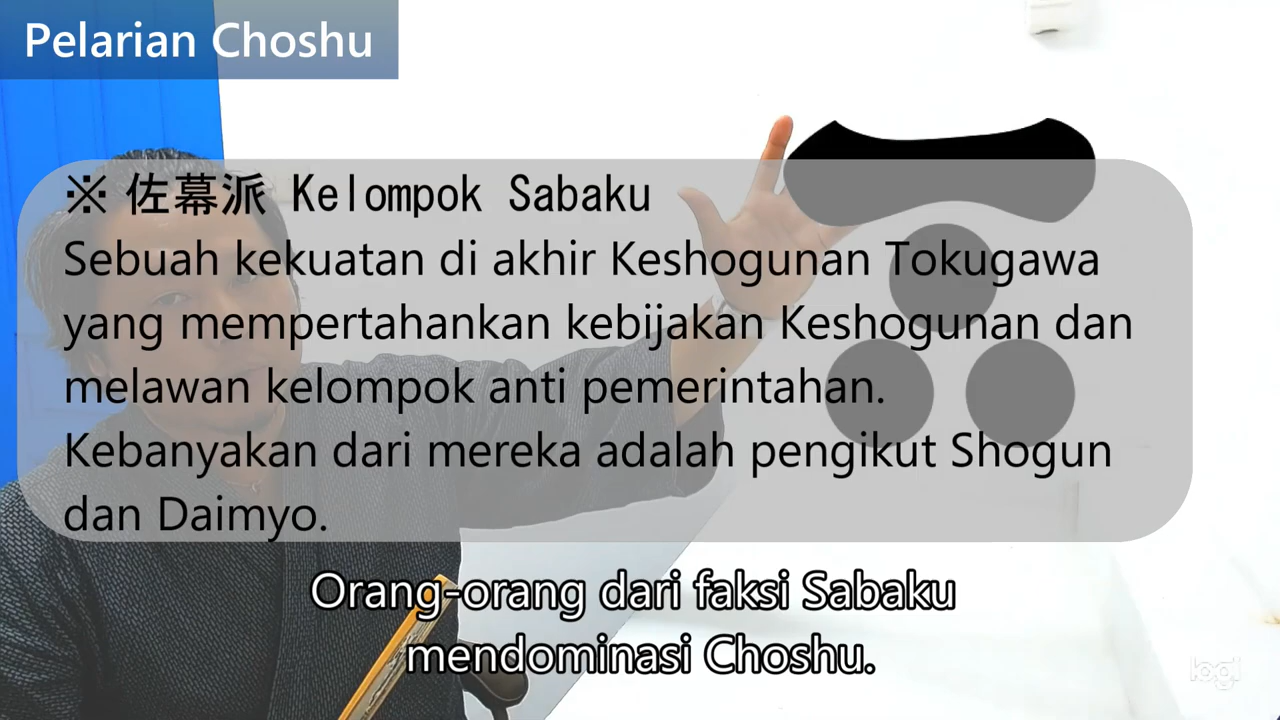 Pelarian Choshu
※ 佐幕派 Kelompok Sabaku
Sebuah kekuatan di akhir Keshogunan Tokugawa
yang mempertahankan kebijakan Keshogunan dan
melawan kelompok anti pemerintahan.
Kebanyakan dari mereka adalah pengikut Shogun
dan Daimyo.
Orang-orang dari faksi Sabaku
mendominasi Choshu.
logi